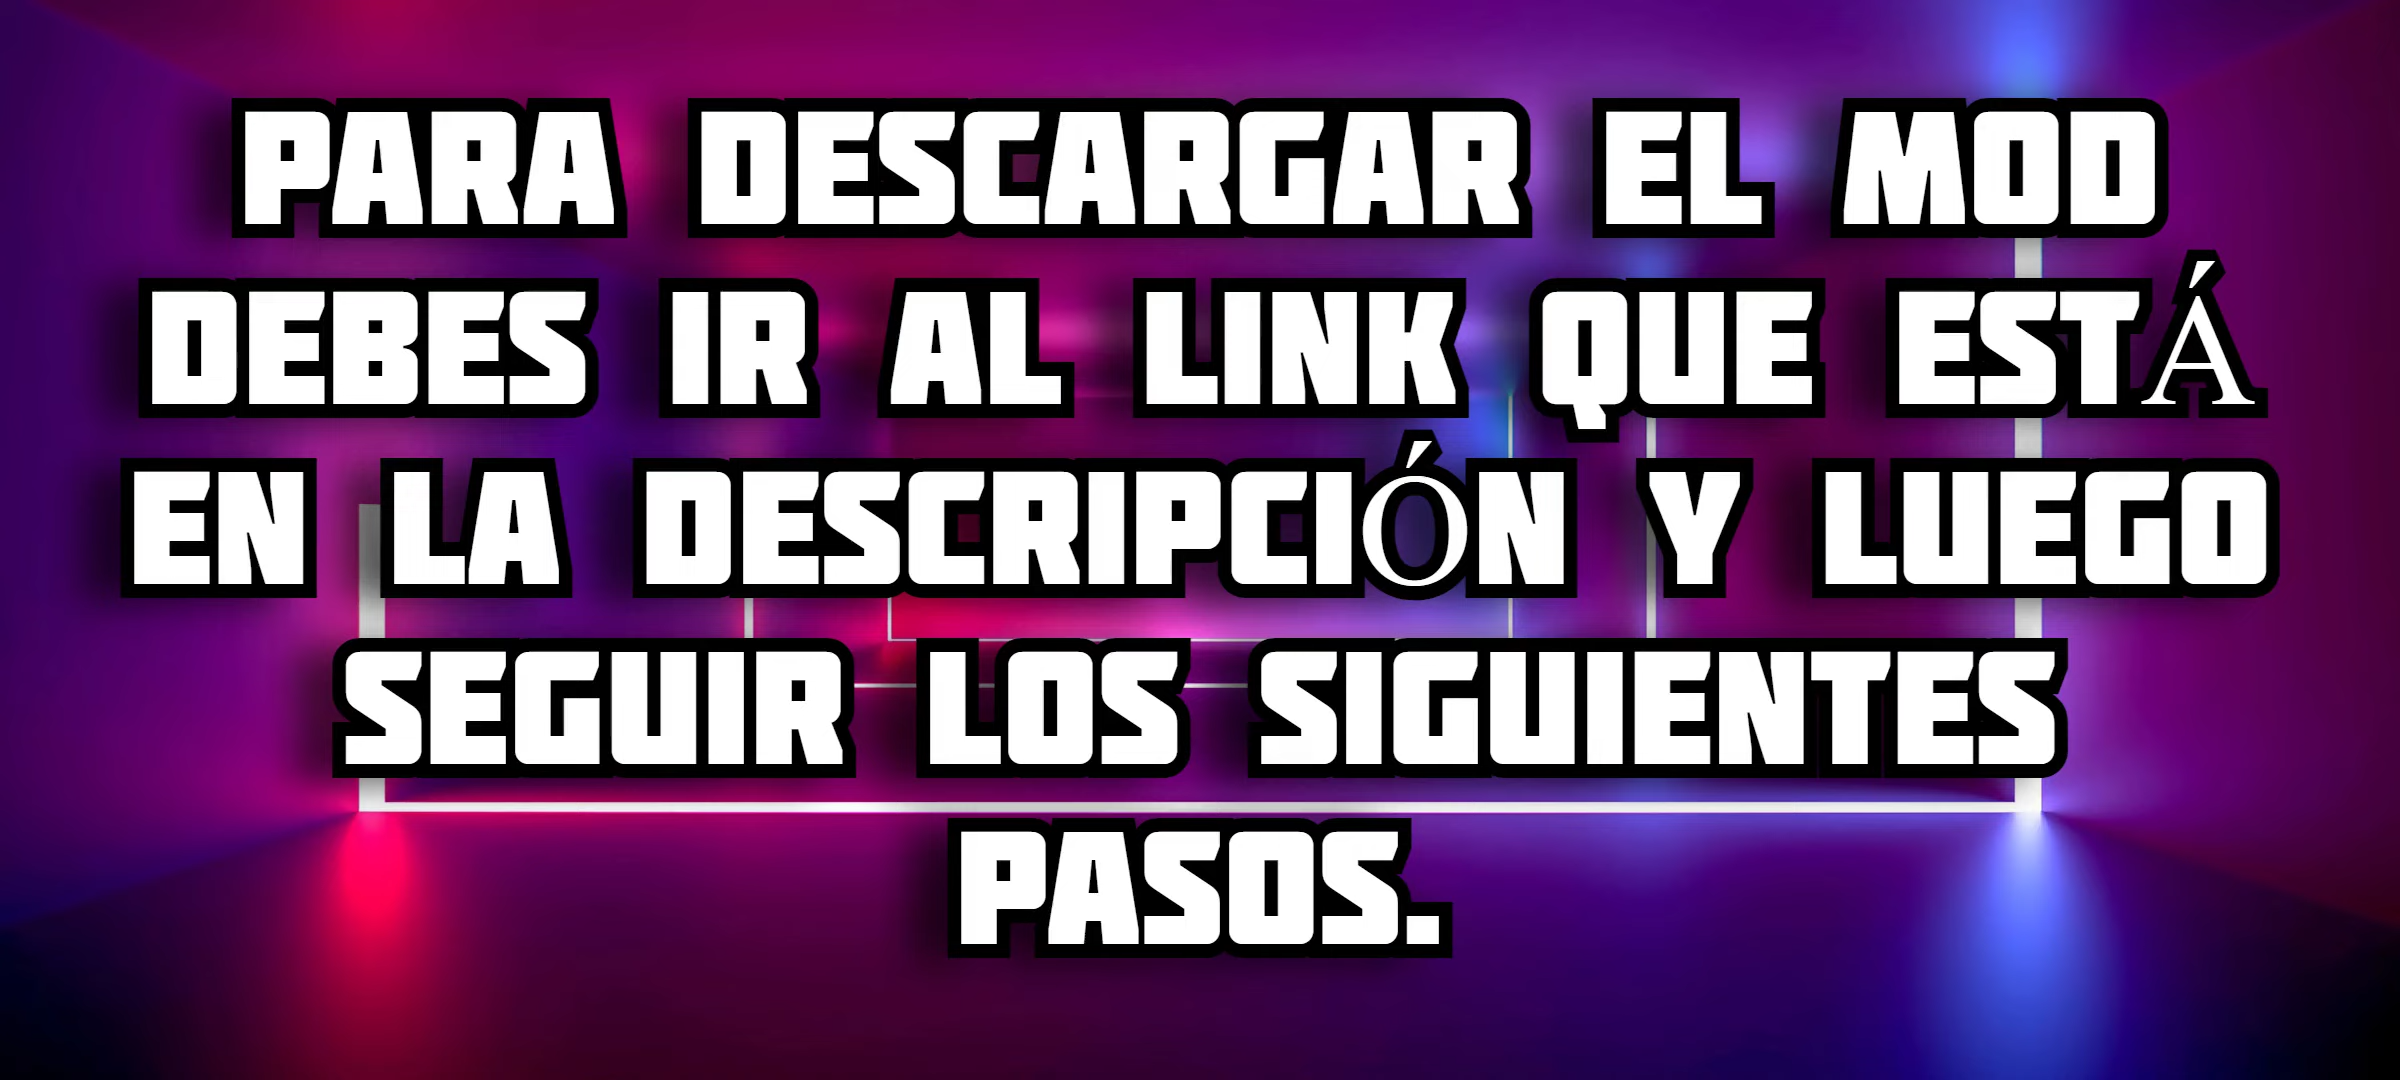 PARA DESCARGAR EL MOD
DEBES IR AL LINK QUE ESTÁ
EN LA DESCRIPCIÓN Y LUEGO
SEGUIR LOS SIGUIENTES
PASOS.